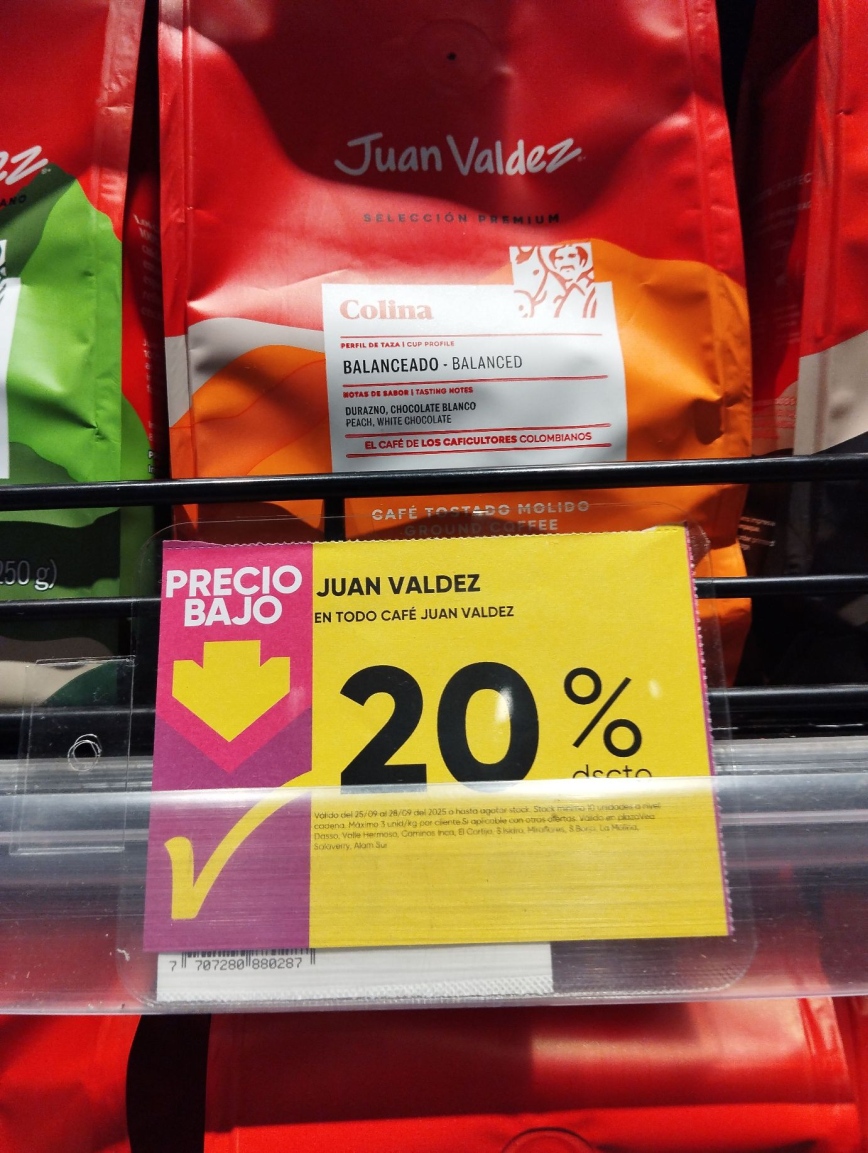 Juan Valdez
SELECCIÓN PREMIUM
Colina
PERFIL DE TAZA | CUP PROFILE
BALANCEADO - BALANCED
NOTAS DE SABOR | TASTING NOTES
DURAZNO, CHOCOLATE BLANCO
PEACH, WHITE CHOCOLATE
EL CAFÉ DE LOS CAFICULTORES COLOMBIANOS
CAFÉ TOSTADO MOLIDO
GROUND COFFEE
250 g)
PRECIO
BAJO
JUAN VALDEZ
EN TODO CAFÉ JUAN VALDEZ
20%
dscto
Valido del 25/09 al 28/09 del 2025 o hasta agotar stock. Stock mínimo 10 unidades a nivel
cadena. Máximo 3 unid/kg por cliente. Si aplicable con otras ofertas. Válido en plazaVea
Dasso, Valle Hermoso, Caminos Inca, El Cortijo, S.Isidro, Miraflores, S.Borja, La Molina,
Salaverry, Alam Sur
7 707280 880287